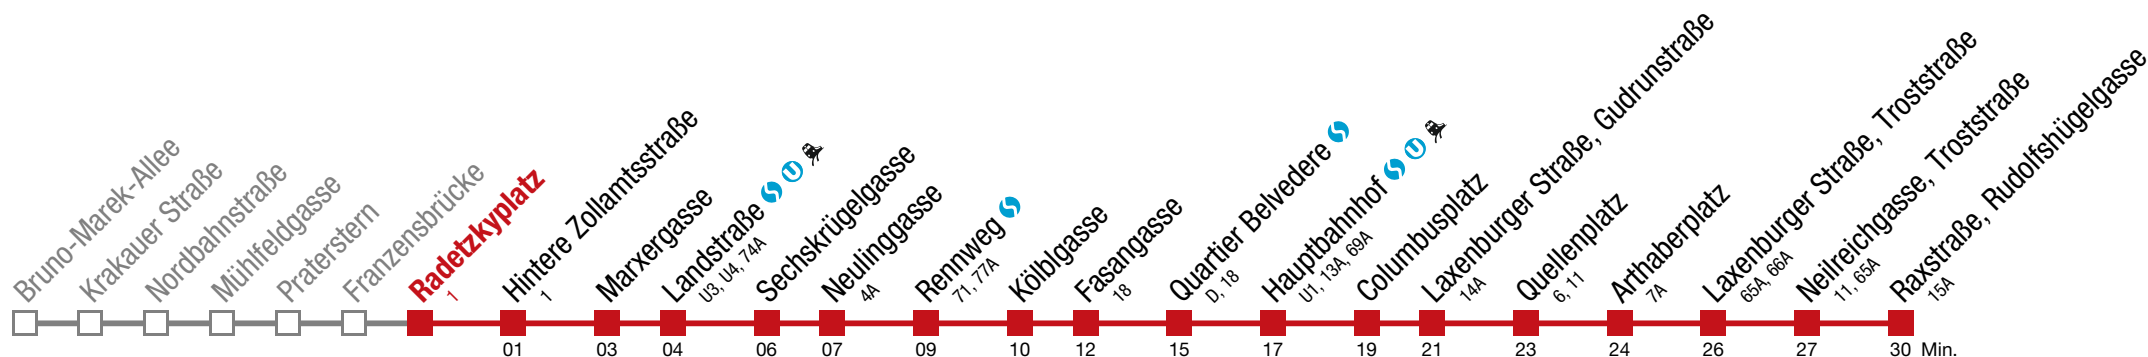 Bruno-Marek-Allee
Krakauer Straße
Nordbahnstraße
Mühlfeldgasse
Praterstern
Franzensbrücke
Radetzkyplatz
1
Hintere Zollamtsstraße
1
Marxergasse
Landstraße
U3, U4, 74A
Sechskrügelgasse
Neulinggasse
4A
Rennweg
71, 77A
Kölblgasse
Fasangasse
18
Quartier Belvedere
D, 18
Hauptbahnhof
U1, 13A, 69A
Columbusplatz
Laxenburger Straße, Gudrunstraße
14A
Quellenplatz
6, 11
Arthaberplatz
7A
Laxenburger Straße, Troststraße
65A, 66A
Neilreichgasse, Troststraße
11, 65A
Raxstraße, Rudolfshügelgasse
15A
01 03 04 06 07 09 10 12 15 17 19 21 23 24 26 27 30 Min.